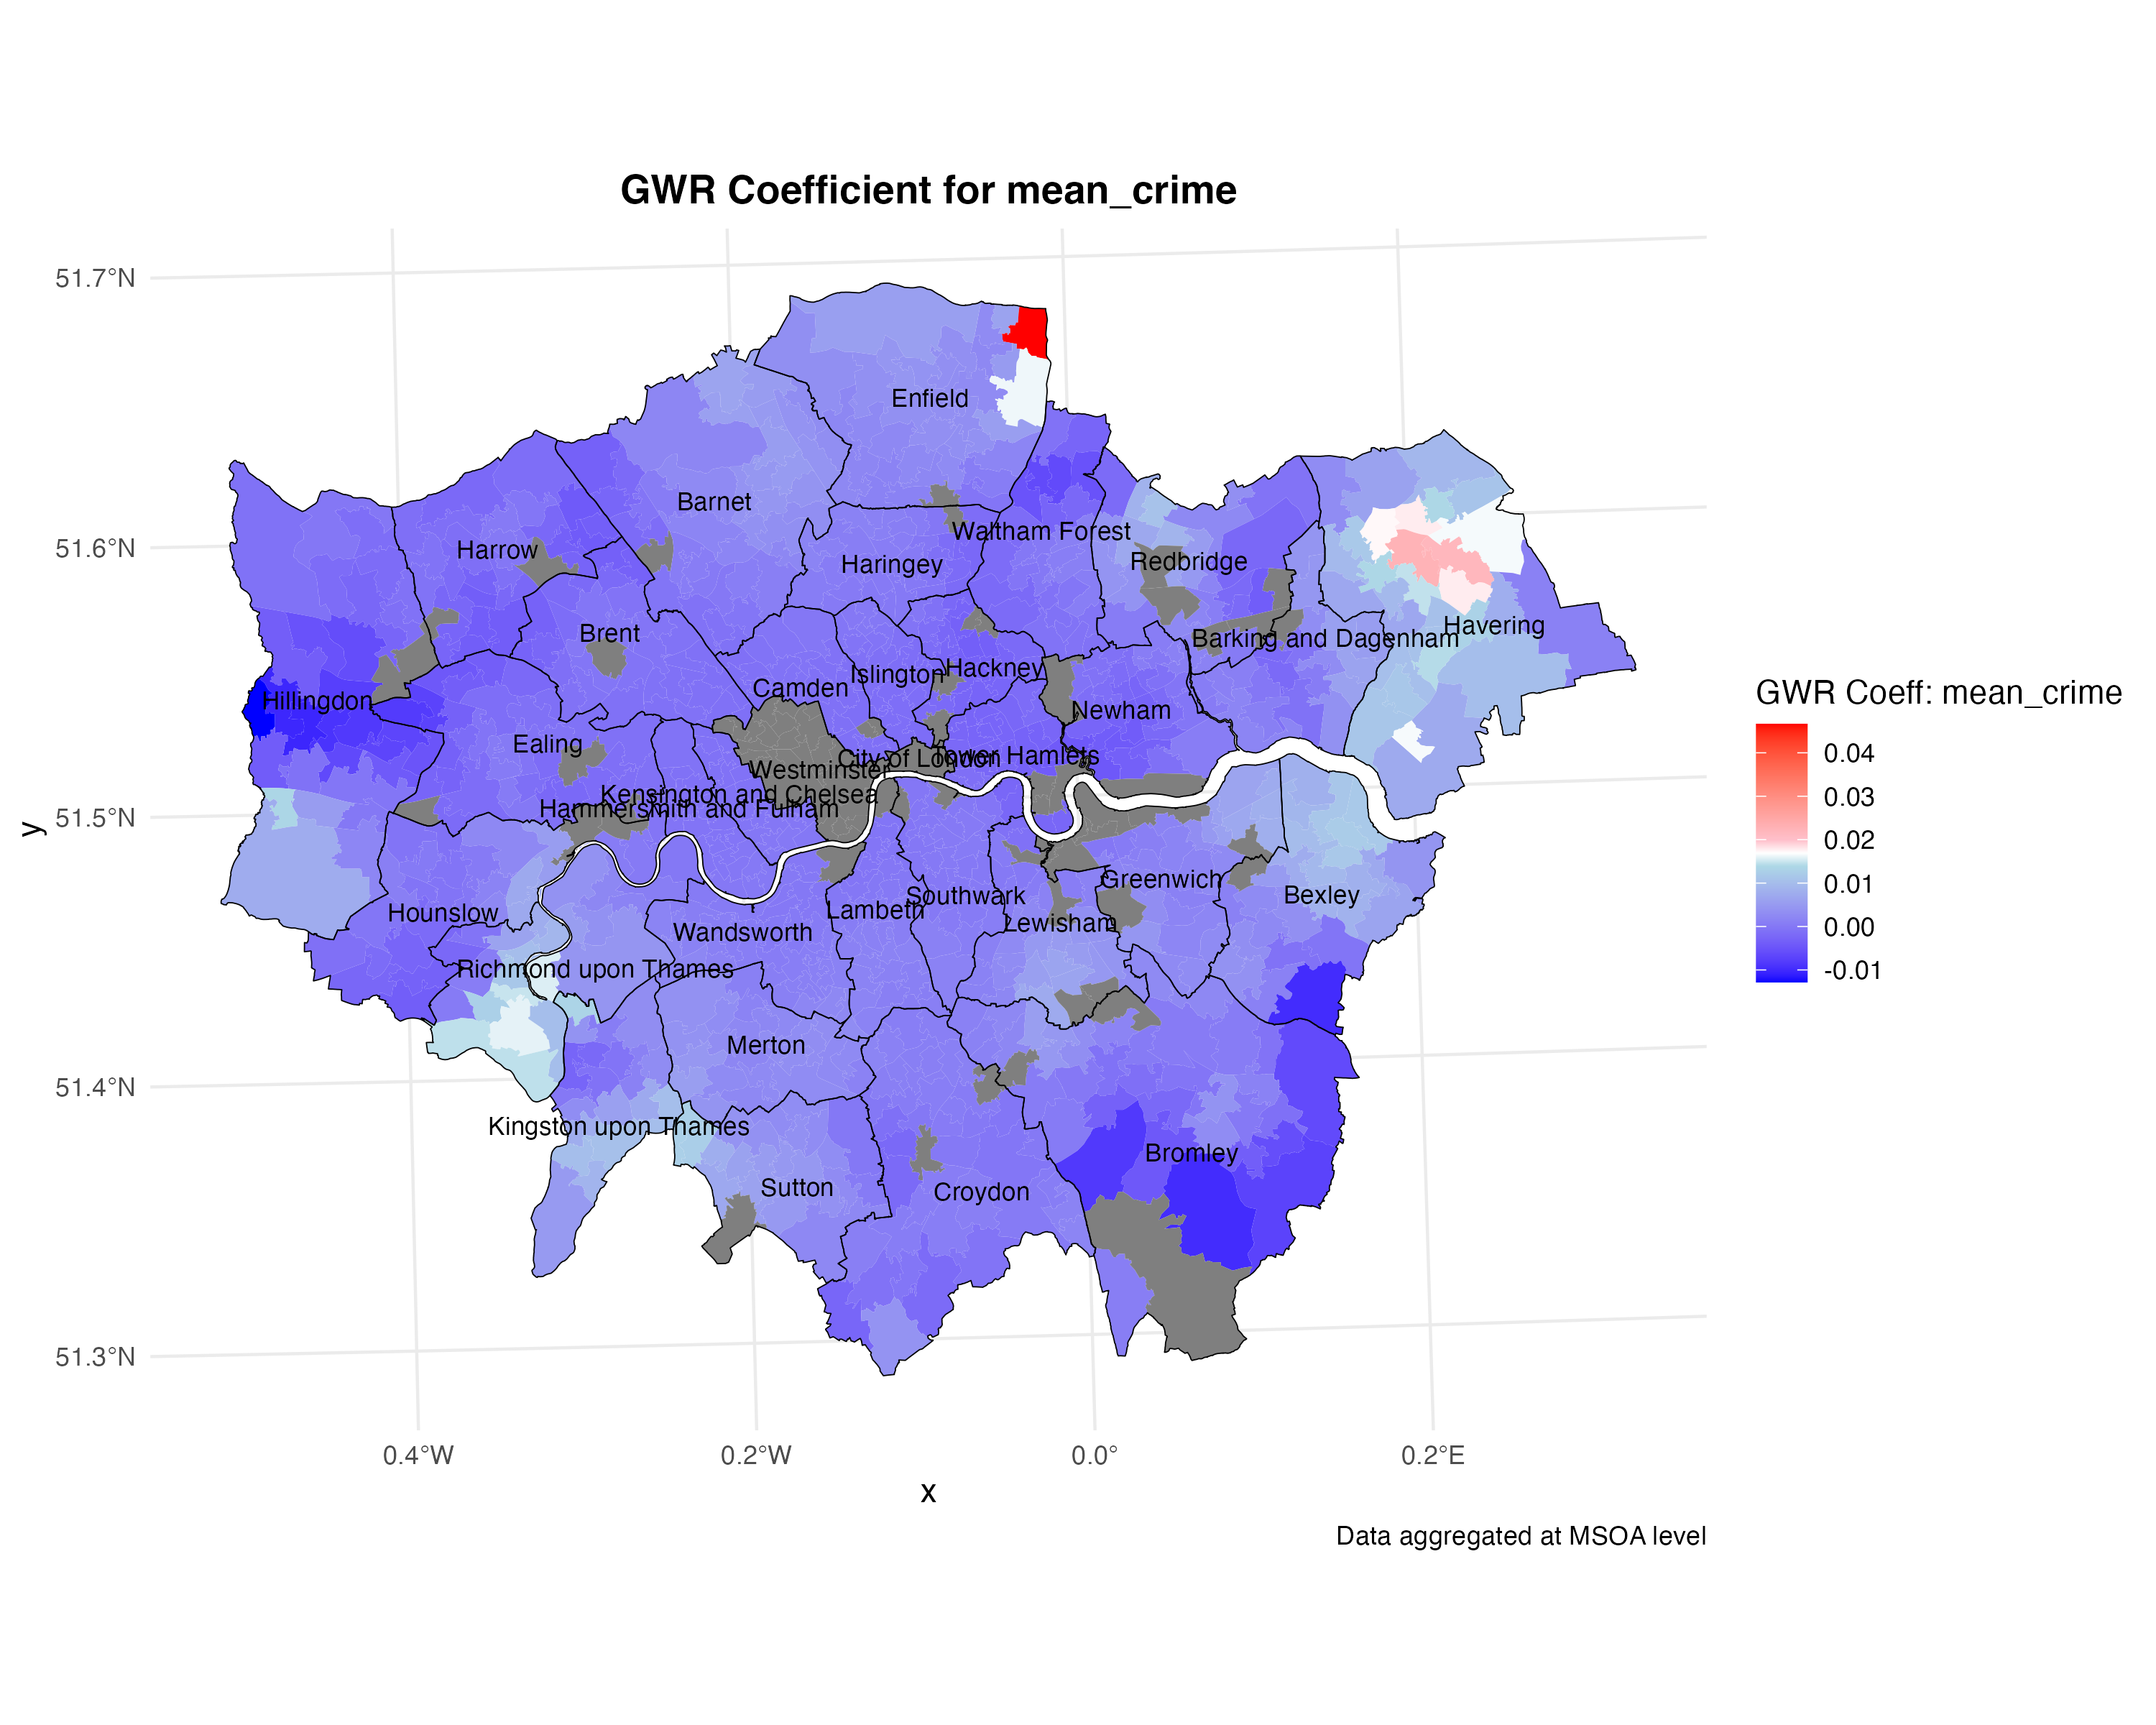 GWR Coefficient for mean_crime
51.7°N
51.6°N
51.5°N
51.4°N
51.3°N
y
Enfield
Barnet
Waltham Forest
Harrow
Redbridge
Haringey
Havering
Brent
Barking and Dagenham
Hackney
Islington
Camden
Hillingdon
Newham
Ealing
Tower Hamlets
City of London
Westminster
Kensington and Chelsea
Hammersmith and Fulham
Greenwich
Southwark
Bexley
Lambeth
Hounslow
Lewisham
Wandsworth
Richmond upon Thames
Merton
Kingston upon Thames
Bromley
Sutton
Croydon
0.4°W
0.2°W
0.0°
0.2°E
x
GWR Coeff: mean_crime
0.04
0.03
0.02
0.01
0.00
-0.01
Data aggregated at MSOA level